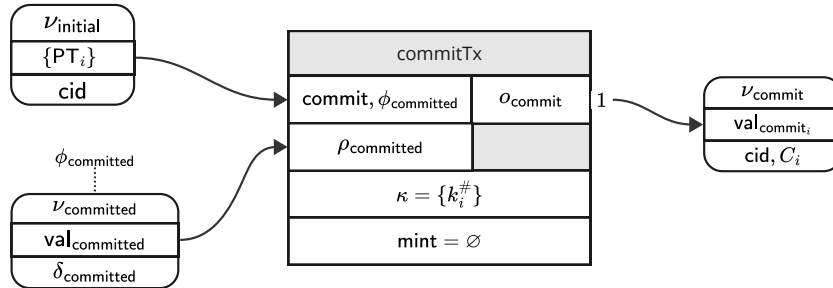 ν_initial
{PT_i}
cid
φ_committed
ν_committed
val_committed
δ_committed
commitTx
commit, φ_committed
o_commit
1
ρ_committed
κ = {k_i^#}
mint = ∅
ν_commit
val_commit_i
cid, C_i